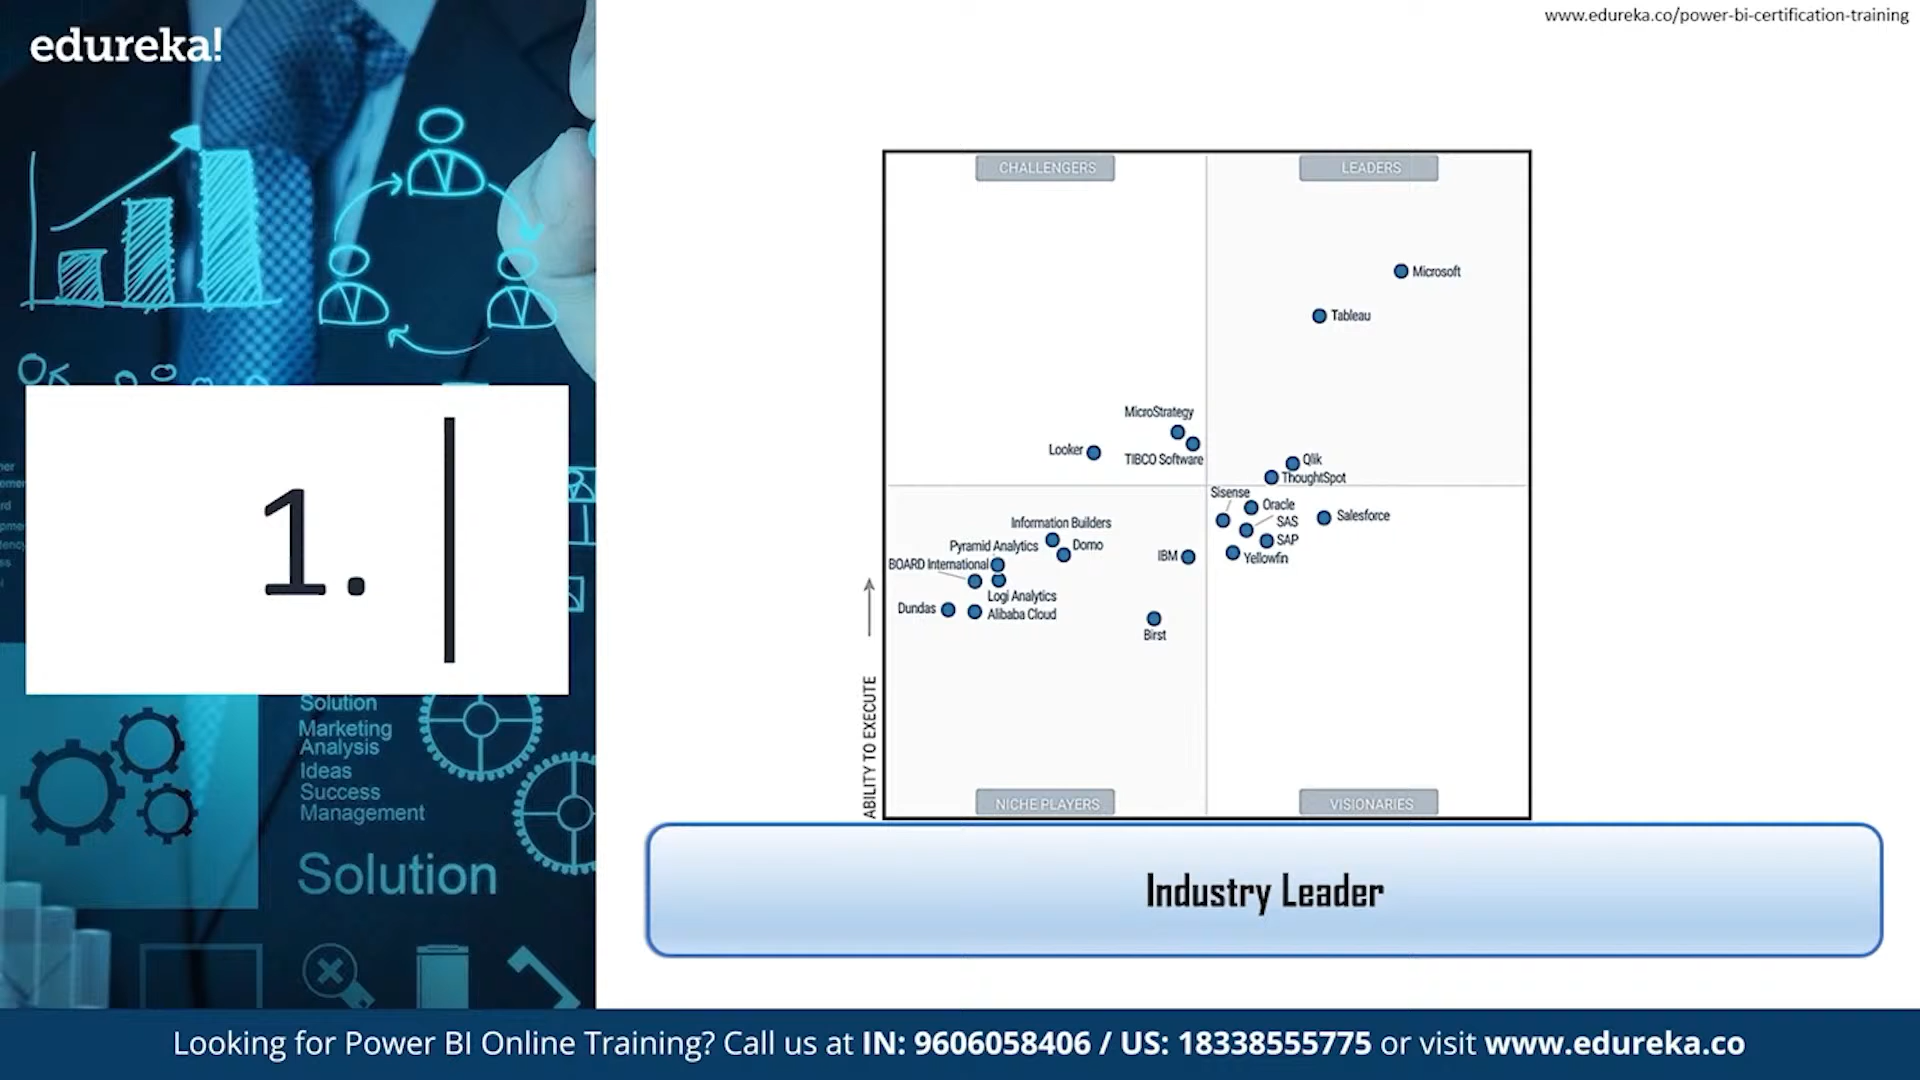 www.edureka.co/power-bi-certification-training
edureka!
CHALLENGERS
LEADERS
Microsoft
Tableau
MicroStrategy
Looker
TIBCO Software
Qlik
ThoughtSpot
Sisense
Oracle
SAS
Salesforce
SAP
Yellowfin
Information Builders
Domo
Pyramid Analytics
IBM
BOARD International
Logi Analytics
Dundas
Alibaba Cloud
Birst
ABILITY TO EXECUTE
NICHE PLAYERS
VISIONARIES
1.
Solution
Marketing
Analysis
Ideas
Success
Management
Solution
Industry Leader
Looking for Power BI Online Training? Call us at IN: 9606058406 / US: 18338555775 or visit www.edureka.co